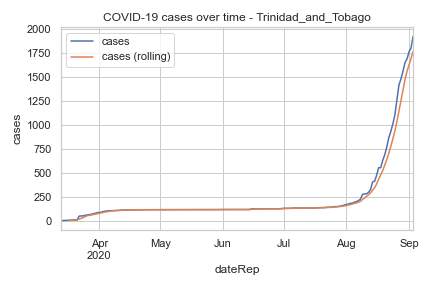 COVID-19 cases over time - Trinidad_and_Tobago
cases
cases (rolling)
cases
2000
1750
1500
1250
1000
750
500
250
0
Apr
2020
May
Jun
Jul
Aug
Sep
dateRep